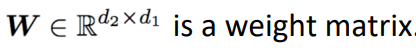 W ∈ ℝ^{d₂×d₁} is a weight matrix.